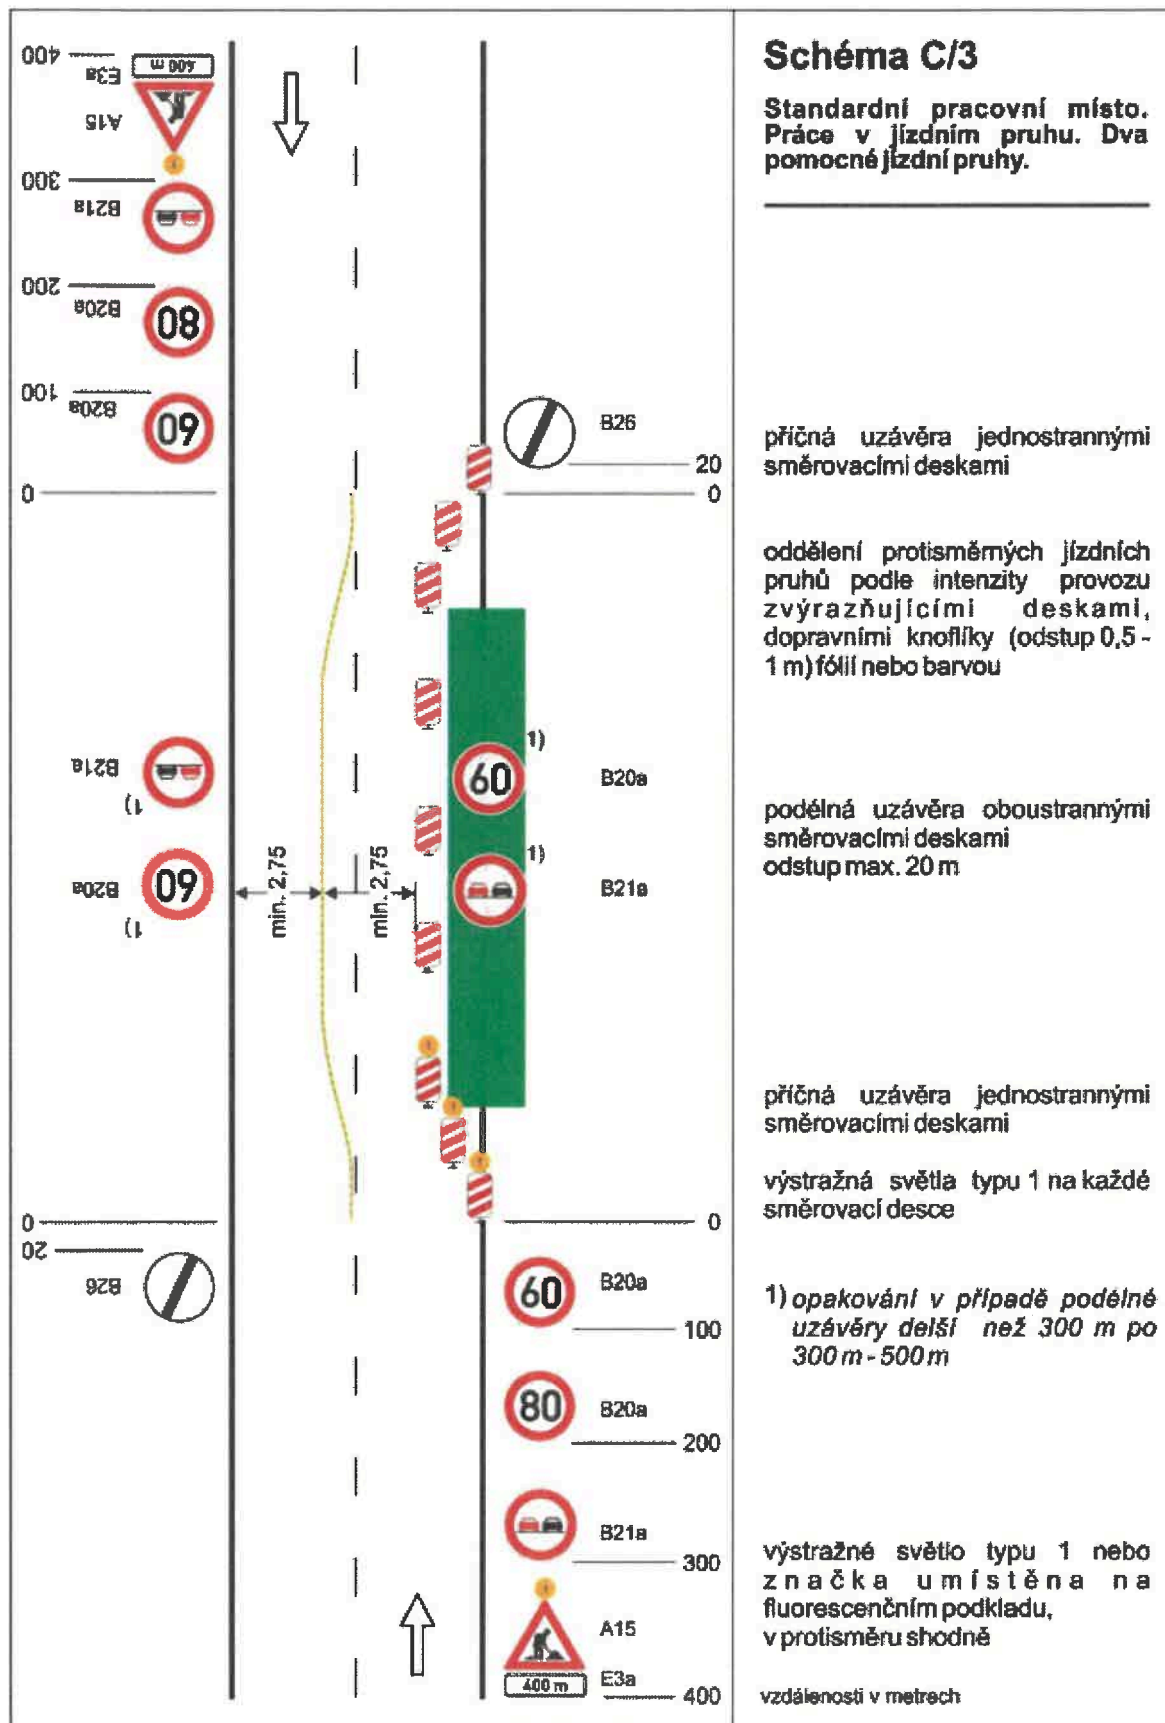 Schéma C/3
Standardní pracovní místo.
Práce v jízdním pruhu. Dva
pomocné jízdní pruhy.
400
400 m
E3a
A15
300
B21a
200
B20a
80
100
B20a
60
0
B26
20
0
příčná uzávěra jednostrannými
směrovacími deskami
oddělení protisměrných jízdních
pruhů podle intenzity provozu
zvýrazňujícími deskami,
dopravními knoflíky (odstup 0,5 -
1 m) fólií nebo barvou
B21a
1)
B20a
60
1)
min. 2,75
min. 2,75
1)
60
B20a
1)
B21a
podélná uzávěra oboustrannými
směrovacími deskami
odstup max. 20 m
příčná uzávěra jednostrannými
směrovacími deskami
výstražná světla typu 1 na každé
směrovací desce
0
20
B26
0
60
B20a
100
80
B20a
200
B21a
300
A15
400 m
E3a
400
1) opakování v případě podélné
uzávěry delší než 300 m po
300 m - 500 m
výstražné světlo typu 1 nebo
značka umístěna na
fluorescenčním podkladu,
v protisměru shodně
vzdálenosti v metrech